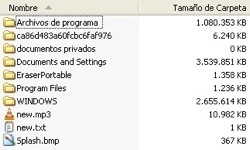 Nombre Tamaño de Carpeta
Archivos de programa 1.080.353 KB
ca86d483a60fcbc6faf976 6.240 KB
documentos privados 0 KB
Documents and Settings 3.539.851 KB
EraserPortable 1.358 KB
Program Files 1.236 KB
WINDOWS 2.655.614 KB
new.mp3 10.982 KB
new.txt 1 KB
Splash.bmp 367 KB